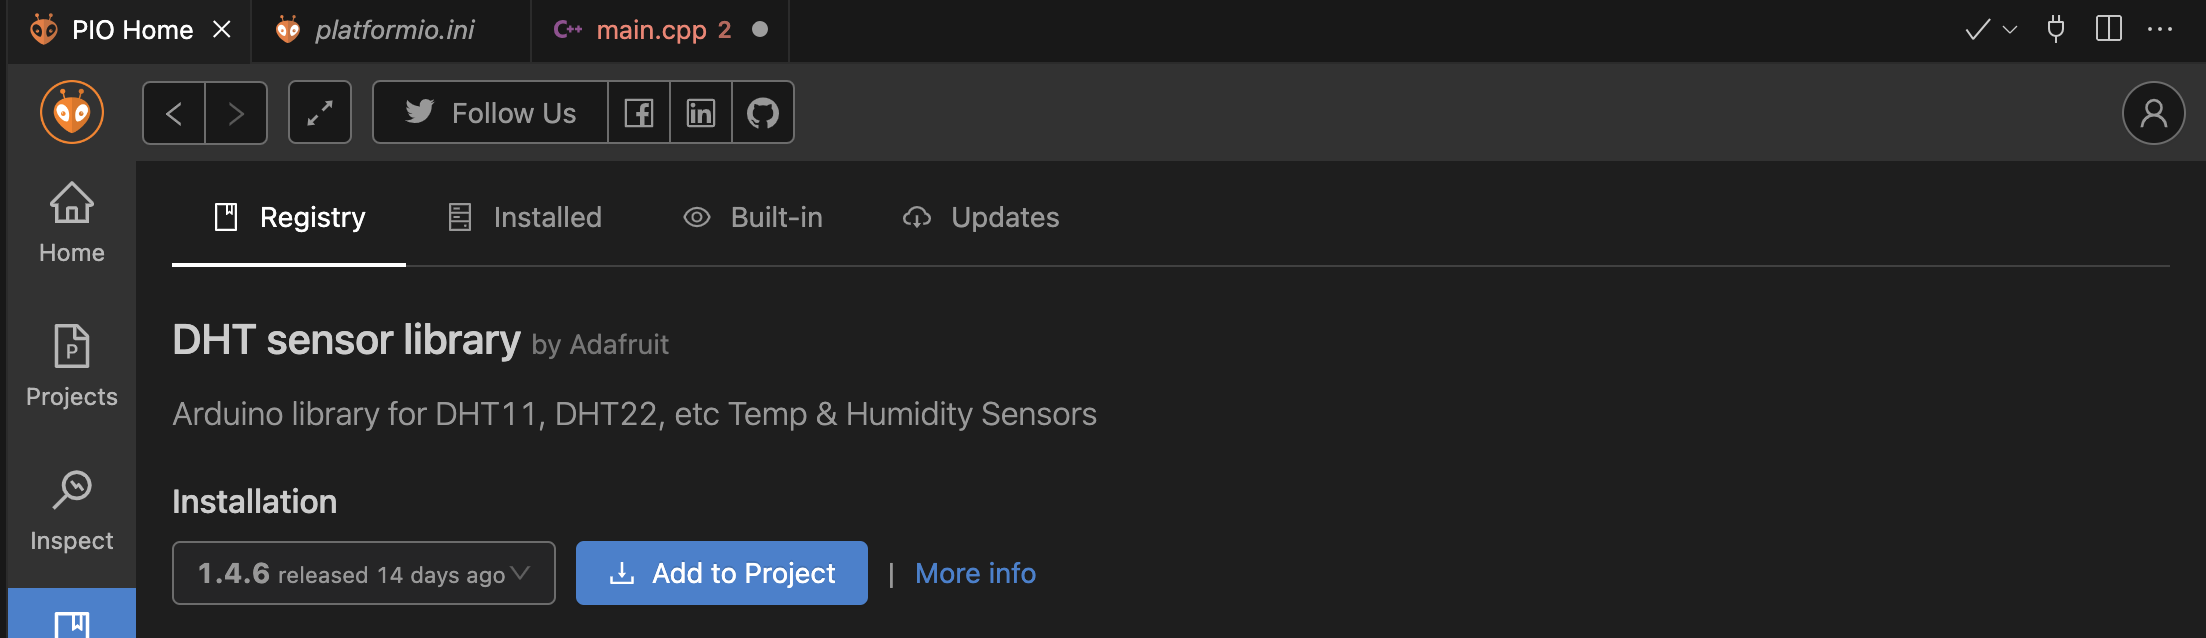 PIO Home platformio.ini C++ main.cpp 2
Follow Us
Home
Projects
Inspect
Registry Installed Built-in Updates
DHT sensor library by Adafruit
Arduino library for DHT11, DHT22, etc Temp & Humidity Sensors
Installation
1.4.6 released 14 days ago Add to Project | More info